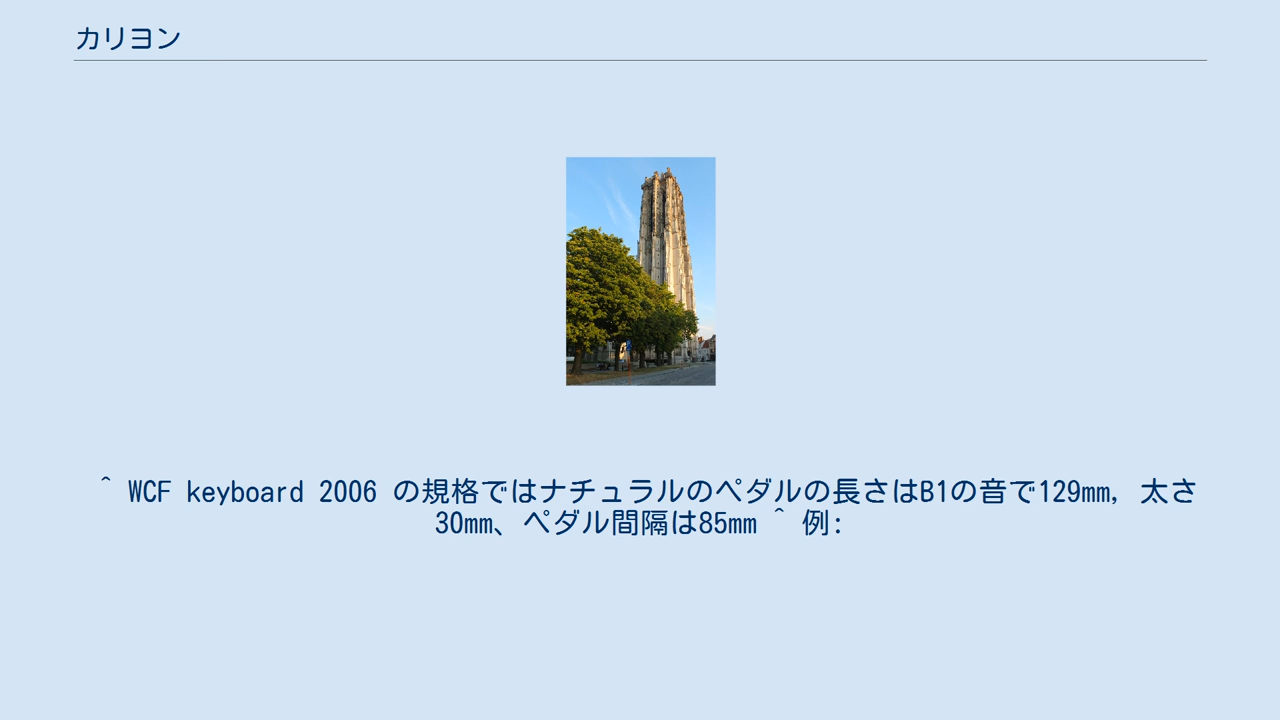 カリヨン
^ WCF keyboard 2006 の規格ではナチュラルのペダルの長さはB1の音で129mm, 太さ
30mm、ペダル間隔は85mm ^ 例: